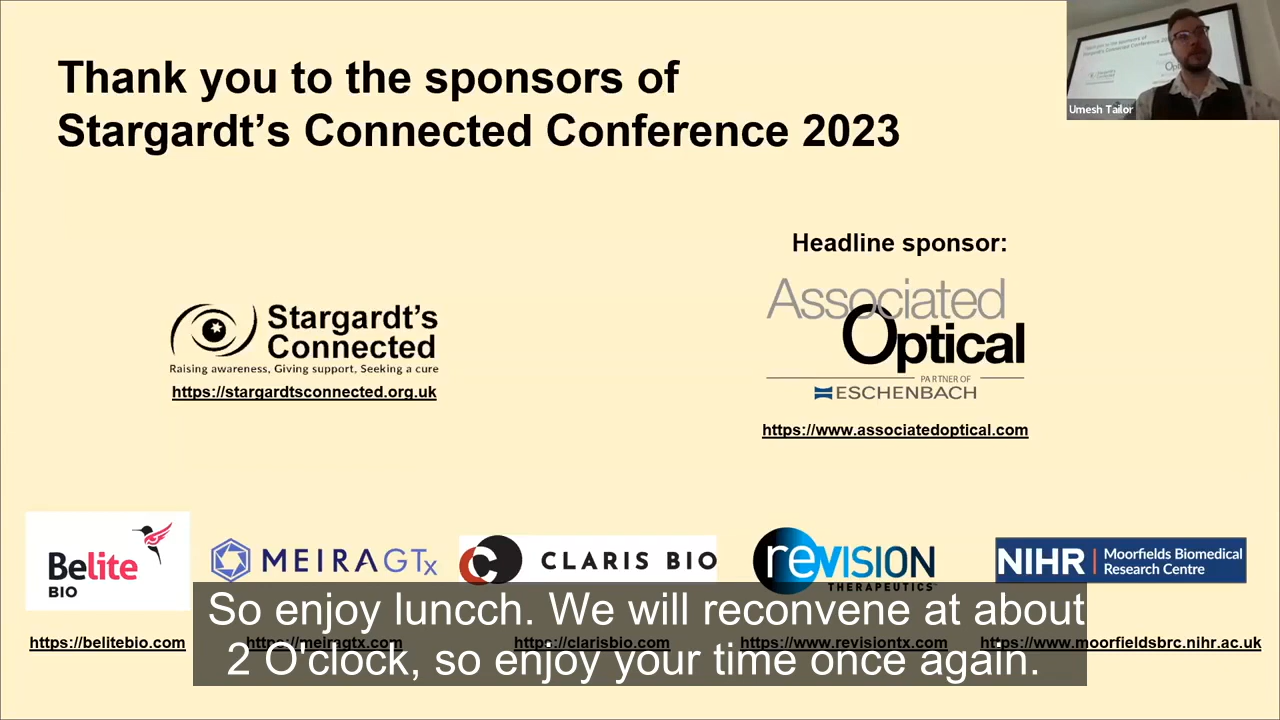 Thank you to the sponsors of
Stargardt’s Connected Conference 2023
Umesh Tailor
Headline sponsor:
Stargardt's
Connected
Raising awareness, Giving support, Seeking a cure
https://stargardtsconnected.org.uk
Associated
Optical
PARTNER OF
ESCHENBACH
https://www.associatedoptical.com
Belite
BIO
MEIRAGTx
CLARIS BIO
reVISION
THERAPEUTICS
NIHR | Moorfields Biomedical
Research Centre
https://belitebio.com
https://meiragtx.com
https://clarisbio.com
https://www.revisiontx.com
https://www.moorfieldsbrc.nihr.ac.uk
So enjoy luncch. We will reconvene at about
2 O'clock, so enjoy your time once again.